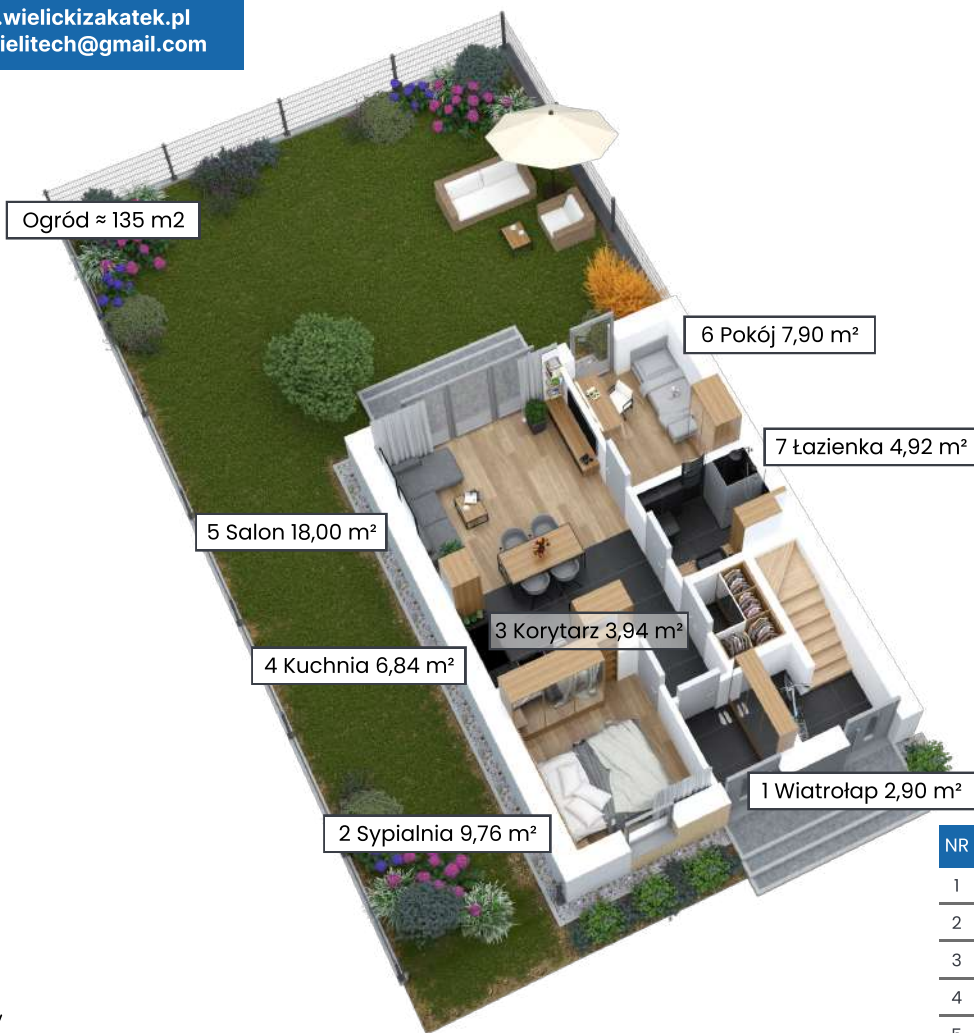 .wielickizakatek.pl
ielitech@gmail.com
Ogród ≈ 135 m2
6 Pokój 7,90 m²
7 Łazienka 4,92 m²
5 Salon 18,00 m²
3 Korytarz 3,94 m²
4 Kuchnia 6,84 m²
1 Wiatrołap 2,90 m²
2 Sypialnia 9,76 m²
NR
1
2
3
4
5